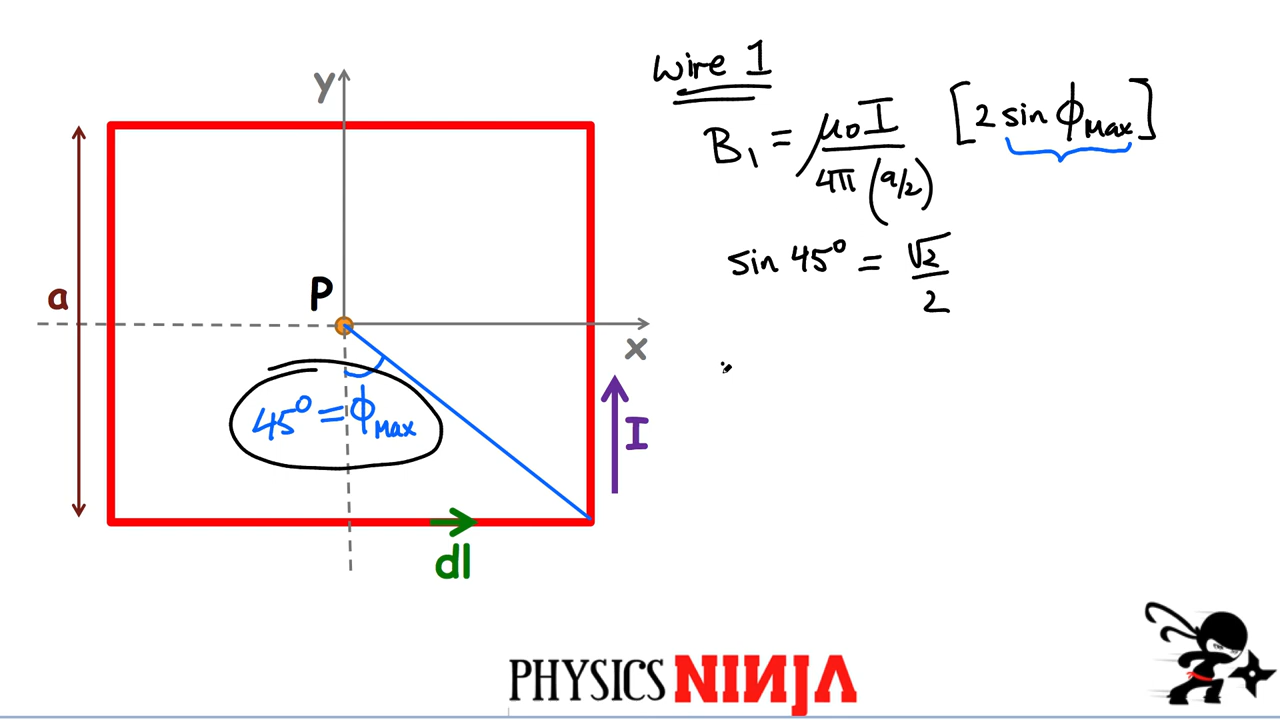 wire 1
B₁ = μ₀I / 4π(a/2) [2 sin ϕMax]
sin 45° = √2 / 2
y
a
P
x
45° = ϕMax
I
dl
PHYSICS NINJA